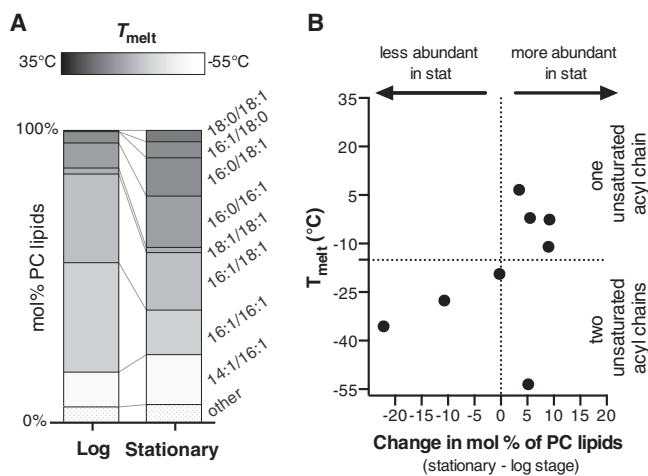 A
T melt
35°C
-55°C
100%
0%
mol% PC lipids
18:0/18:1
16:1/18:0
16:0/18:1
16:0/16:1
18:1/18:1
16:1/18:1
16:1/16:1
14:1/16:1
other
Log
Stationary
B
less abundant
in stat
more abundant
in stat
35
20
5
-10
-25
-40
-55
T melt (°C)
one
unsaturated
acyl chain
two
unsaturated
acyl chains
-20 -15 -10 -5 0 5 10 15 20
Change in mol % of PC lipids
(stationary - log stage)